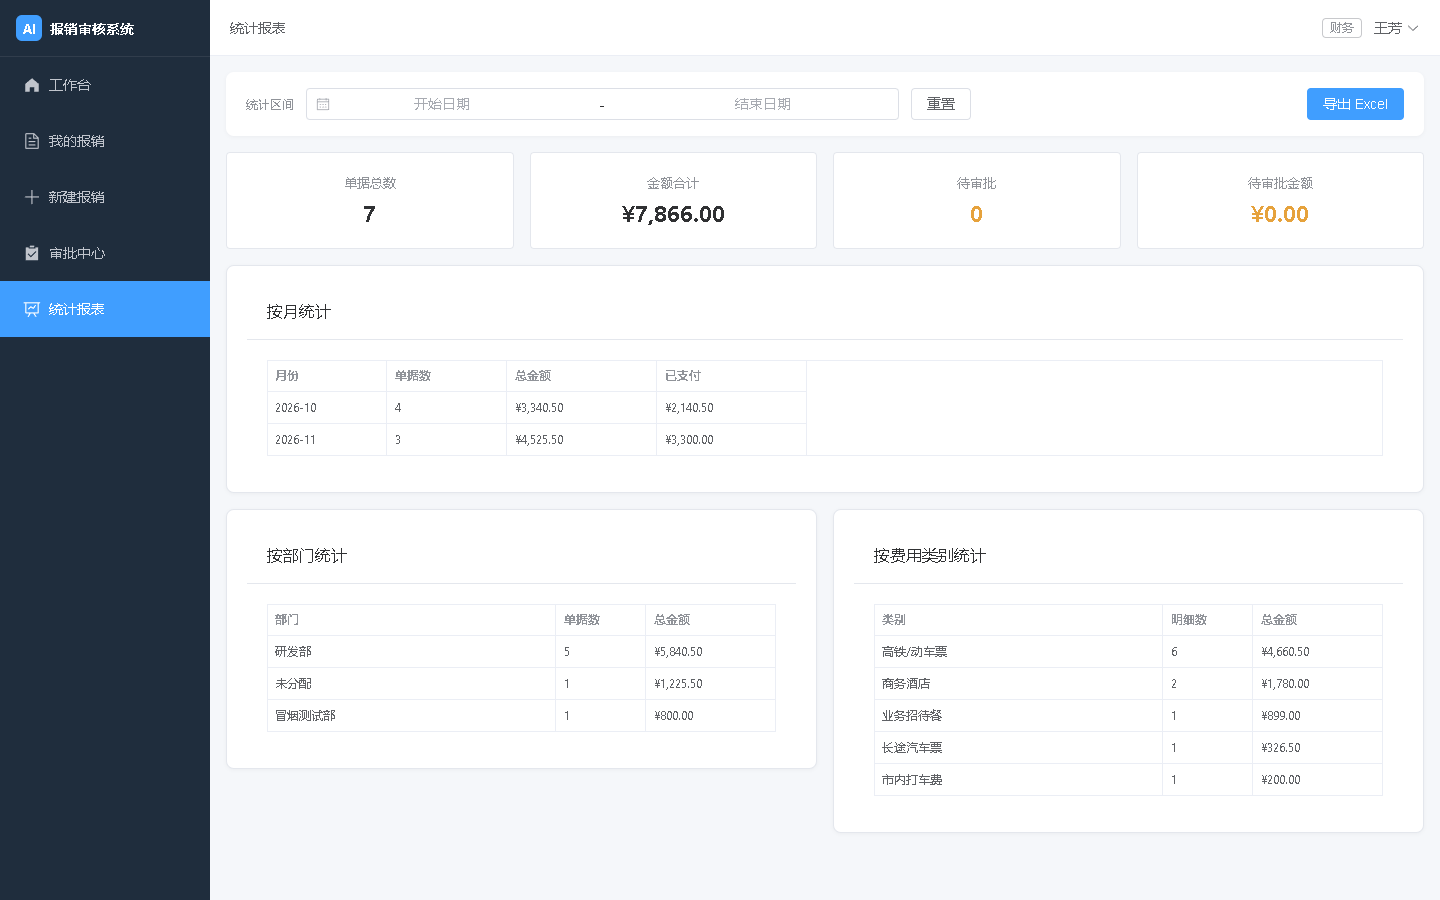 AI 报销审核系统
工作台
我的报销
新建报销
审批中心
统计报表
统计报表
财务 王芳
统计区间 开始日期 - 结束日期 重置 导出 Excel
单据总数
7
金额合计
¥7,866.00
待审批
0
待审批金额
¥0.00
按月统计
月份 单据数 总金额 已支付
2026-10 4 ¥3,340.50 ¥2,140.50
2026-11 3 ¥4,525.50 ¥3,300.00
按部门统计
部门 单据数 总金额
研发部 5 ¥5,840.50
未分配 1 ¥1,225.50
冒烟测试部 1 ¥800.00
按费用类别统计
类别 明细数 总金额
高铁/动车票 6 ¥4,660.50
商务酒店 2 ¥1,780.00
业务招待餐 1 ¥899.00
长途汽车票 1 ¥326.50
市内打车费 1 ¥200.00